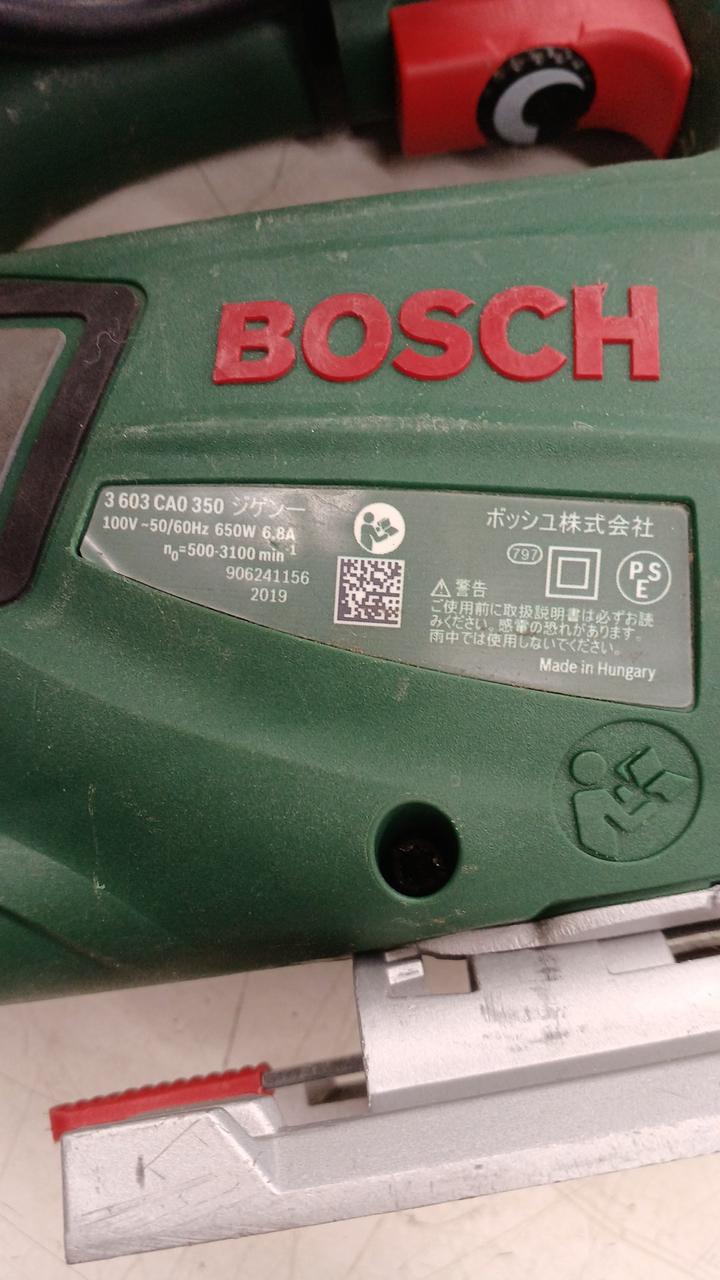 BOSCH
3 603 CA0 350 ジグソー
100V ~50/60Hz 650W 6.8A
n0=500-3100 min-1
906241156
2019
ボッシュ株式会社
797
PSE
⚠警告
ご使用前に取扱説明書は必ずお読
みください。感電の恐れがあります。
雨中では使用しないでください。
Made in Hungary